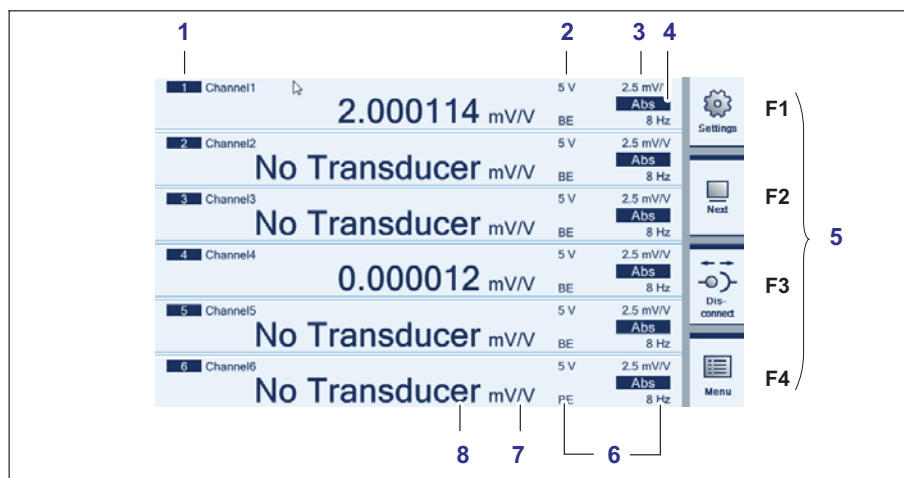 1 2 3 4
1 Channel1 5 V 2.5 mV/V
2.000114 mV/V Abs
BE 8 Hz
Settings F1
2 Channel2 5 V 2.5 mV/V
No Transducer mV/V Abs
BE 8 Hz
Next F2
3 Channel3 5 V 2.5 mV/V
No Transducer mV/V Abs
BE 8 Hz
5
4 Channel4 5 V 2.5 mV/V
0.000012 mV/V Abs
BE 8 Hz
Dis-
connect F3
5 Channel5 5 V 2.5 mV/V
No Transducer mV/V Abs
BE 8 Hz
6 Channel6 5 V 2.5 mV/V
No Transducer mV/V Abs
BE 8 Hz
Menu F4
8 7 6